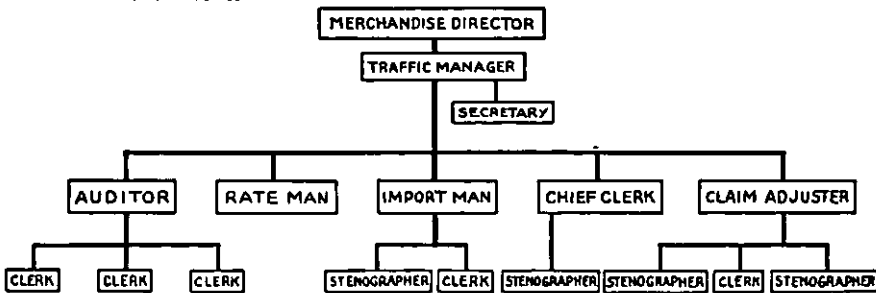 MERCHANDISE DIRECTOR
TRAFFIC MANAGER
SECRETARY
AUDITOR RATE MAN IMPORT MAN CHIEF CLERK CLAIM ADJUSTER
CLERK CLERK CLERK STENOGRAPHER CLERK STENOGRAPHER STENOGRAPHER CLERK STENOGRAPHER